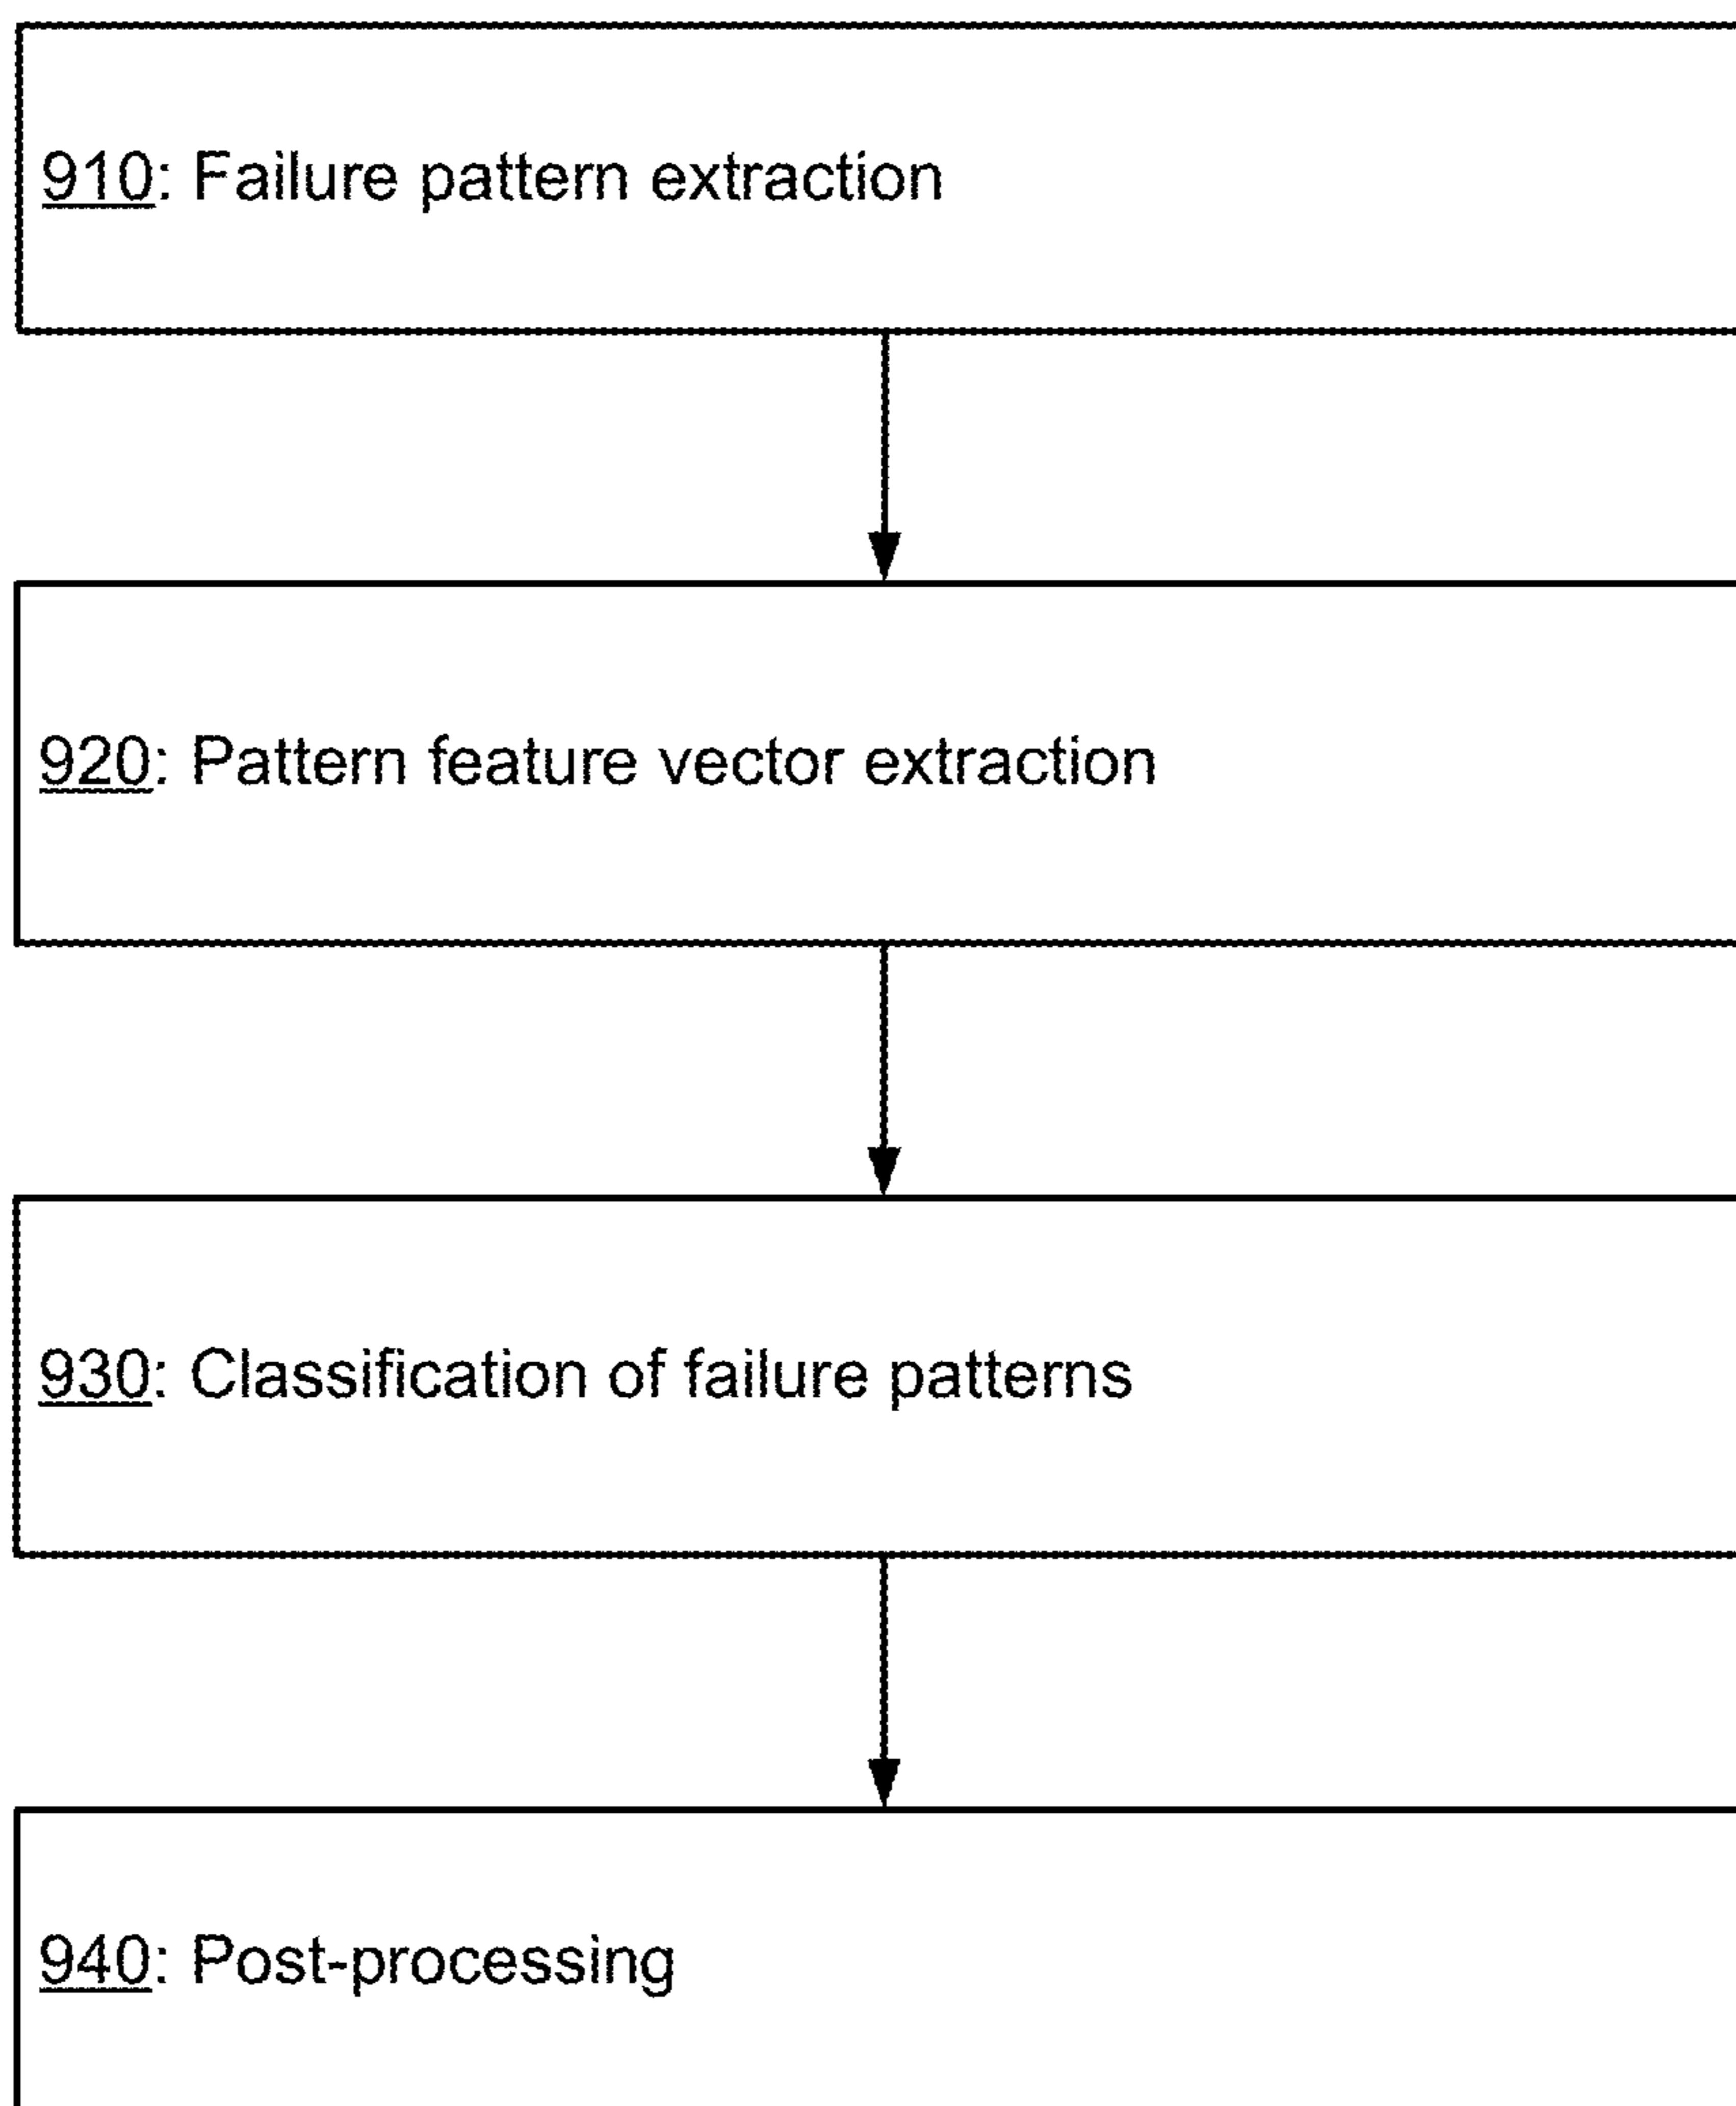 910: Failure pattern extraction
920: Pattern feature vector extraction
930: Classification of failure patterns
940: Post-processing